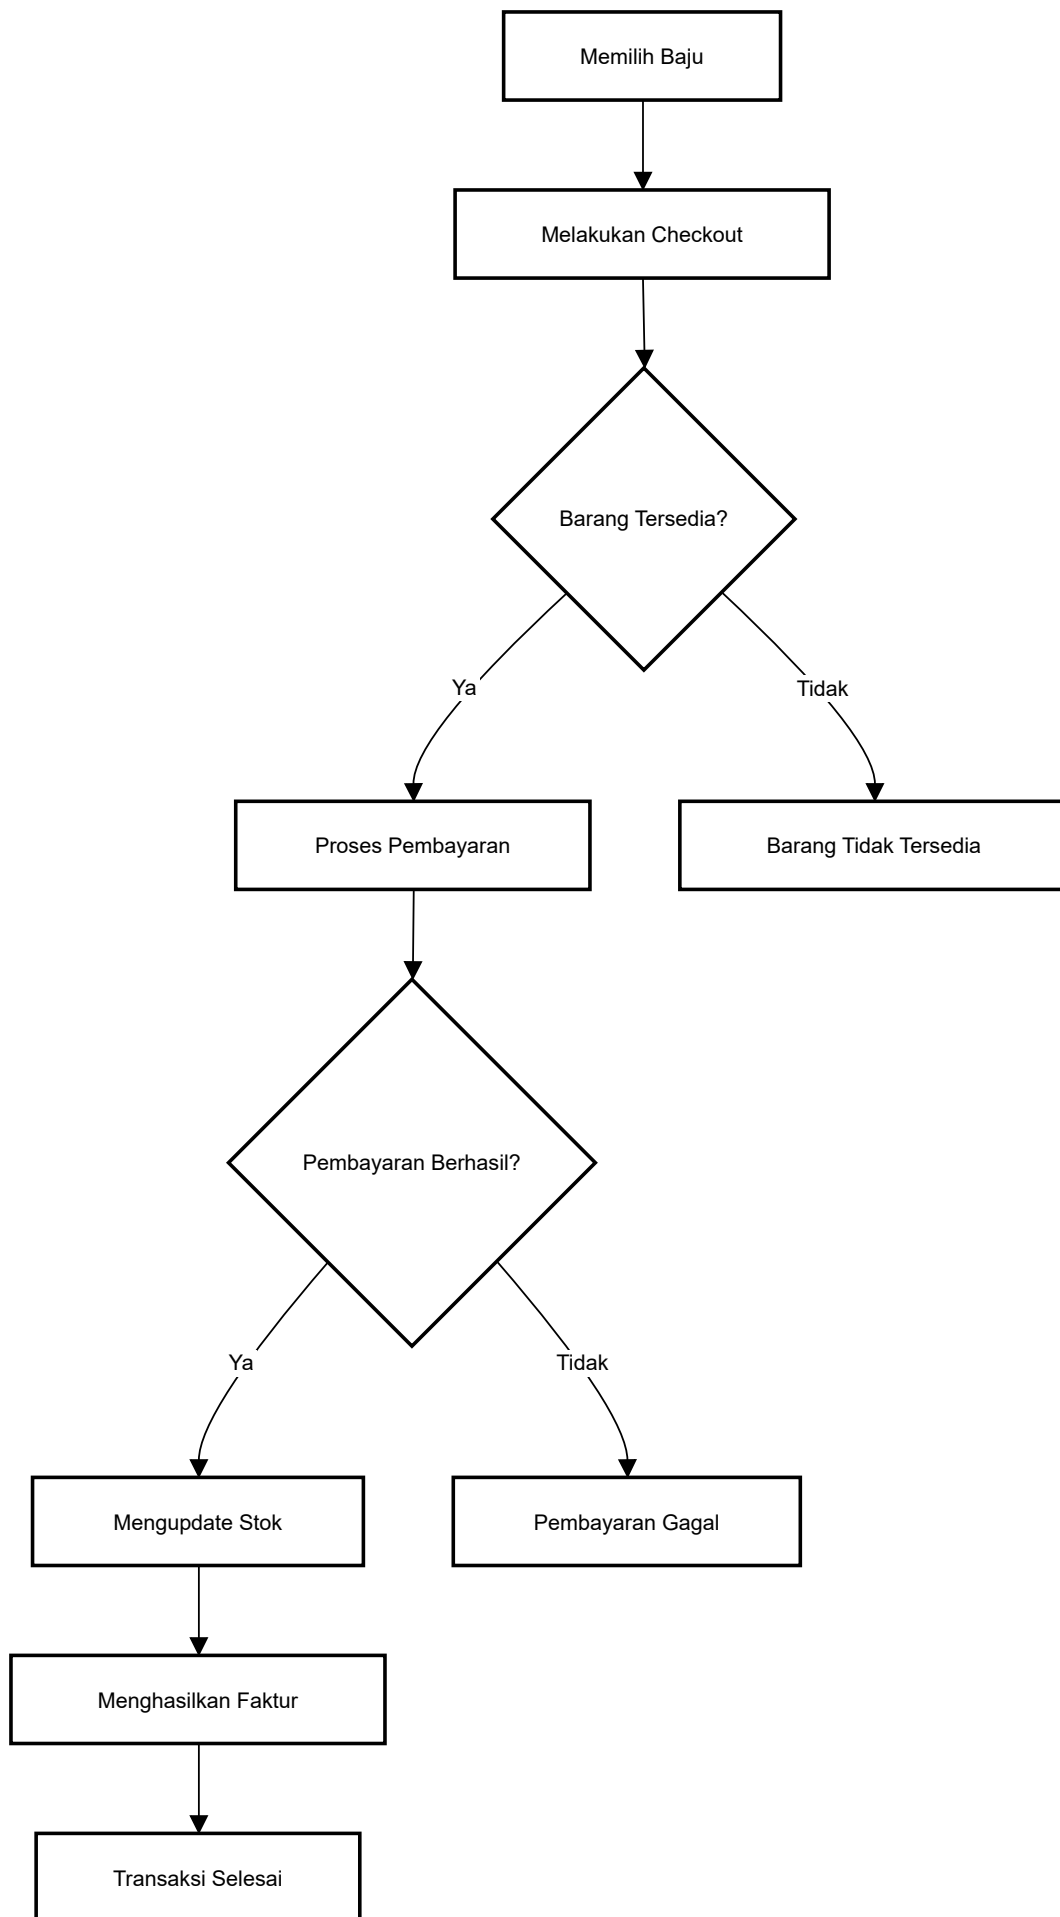 Memilih Baju
Melakukan Checkout
Barang Tersedia?
Ya
Tidak
Proses Pembayaran
Barang Tidak Tersedia
Pembayaran Berhasil?
Ya
Tidak
Mengupdate Stok
Pembayaran Gagal
Menghasilkan Faktur
Transaksi Selesai